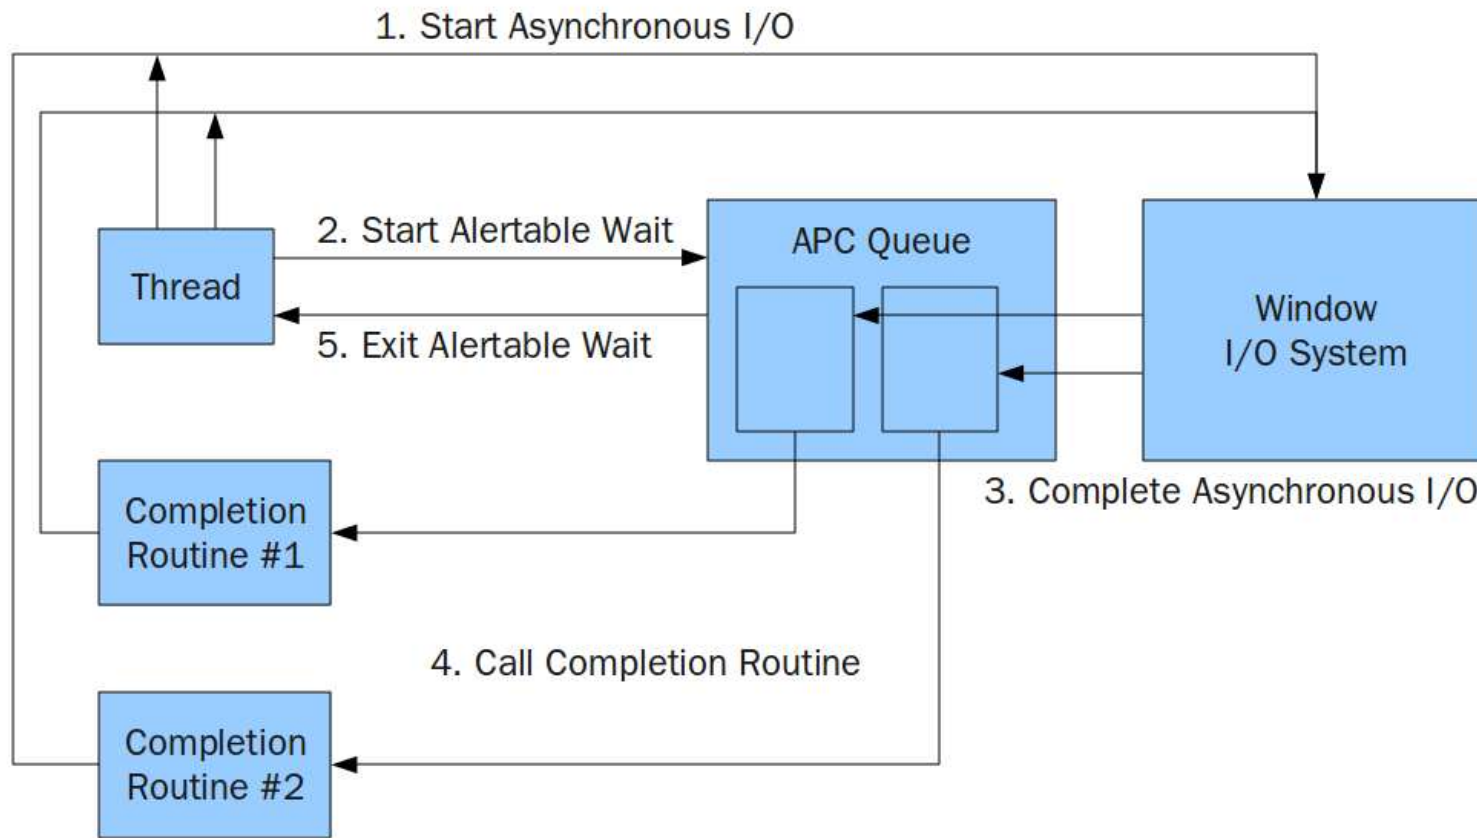 1. Start Asynchronous I/O
2. Start Alertable Wait
APC Queue
Thread
Window
I/O System
5. Exit Alertable Wait
3. Complete Asynchronous I/O
Completion
Routine #1
4. Call Completion Routine
Completion
Routine #2